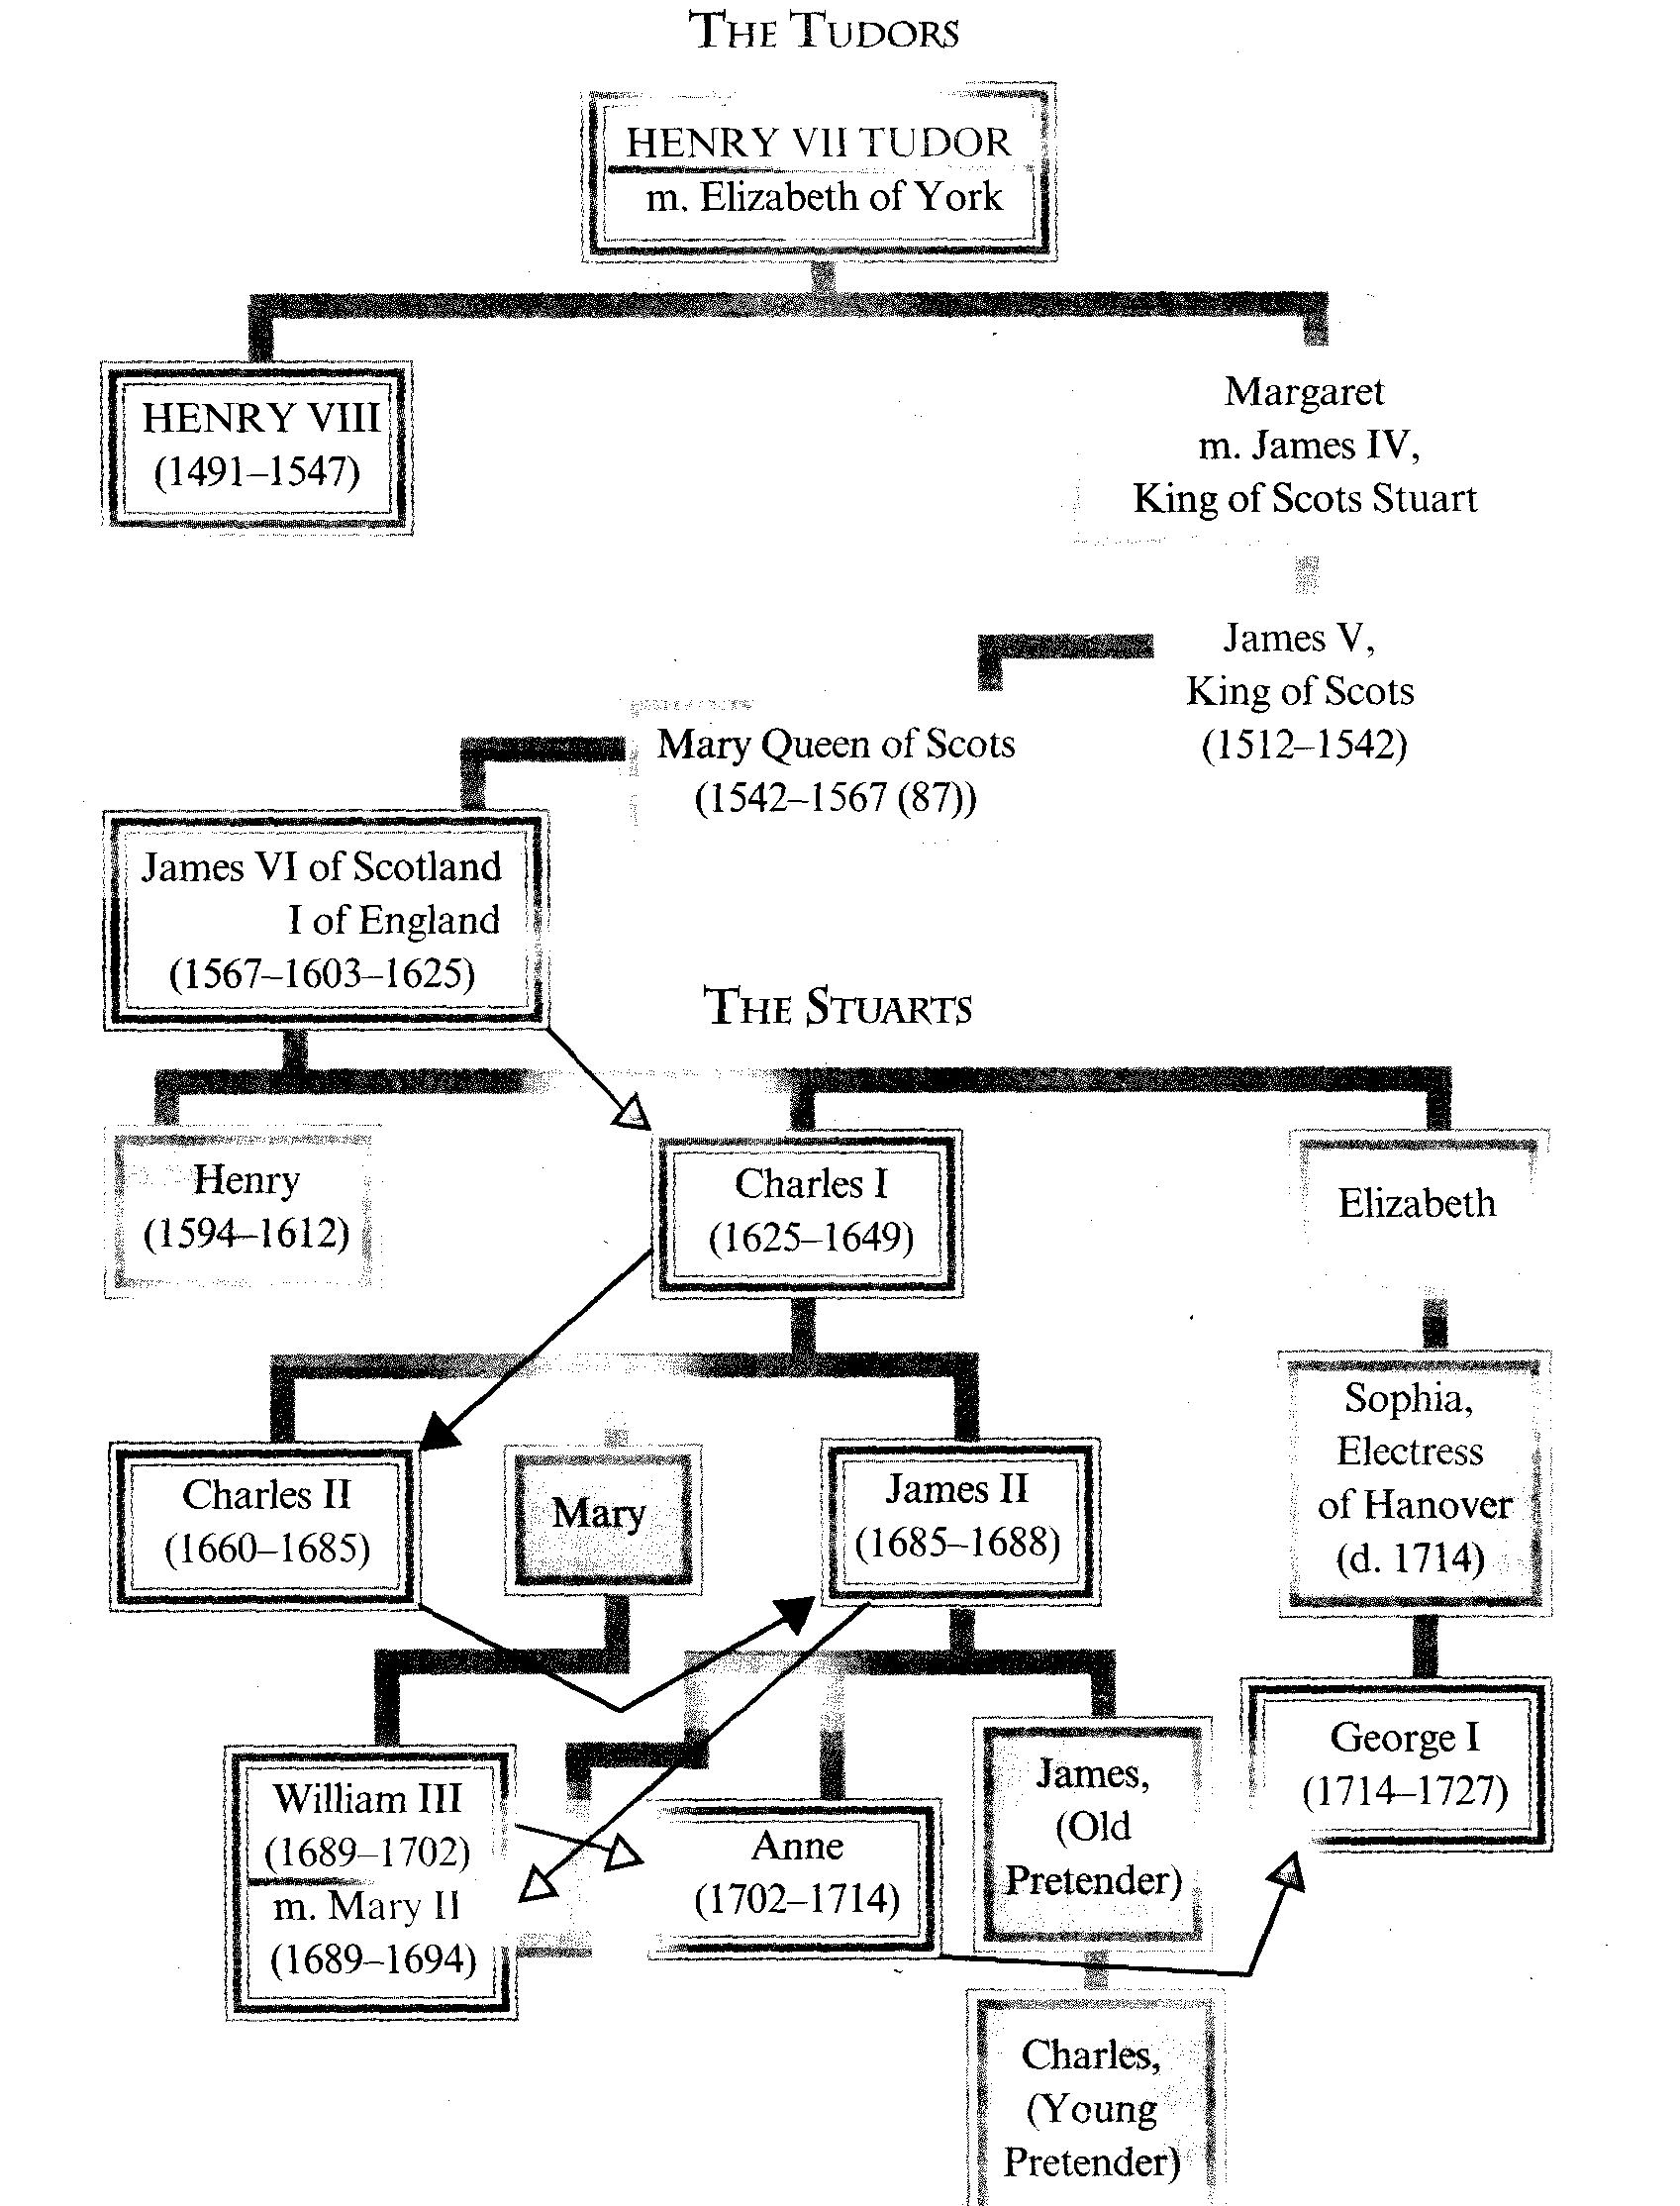 THE TUDORS
HENRY VII TUDOR
m. Elizabeth of York
HENRY VIII
(1491–1547)
Margaret
m. James IV,
King of Scots Stuart
James V,
King of Scots
(1512–1542)
Mary Queen of Scots
(1542–1567 (87))
James VI of Scotland
I of England
(1567–1603–1625)
THE STUARTS
Henry
(1594–1612)
Charles I
(1625–1649)
Elizabeth
Charles II
(1660–1685)
Mary
James II
(1685–1688)
Sophia,
Electress
of Hanover
(d. 1714)
William III
(1689–1702)
m. Mary II
(1689–1694)
Anne
(1702–1714)
James,
(Old
Pretender)
George I
(1714–1727)
Charles,
(Young
Pretender)